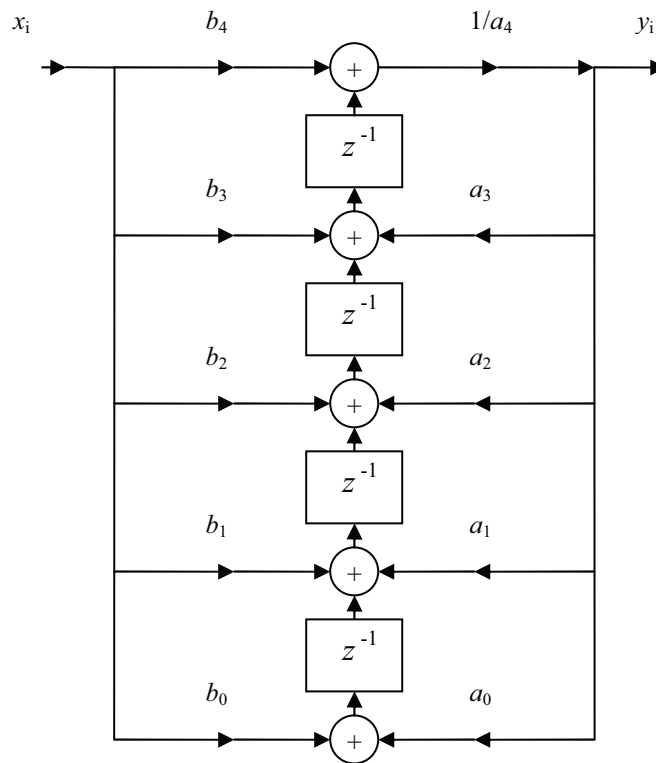 xᵢ b₄ 1/a₄ yᵢ
+
z⁻¹
b₃ a₃
+
z⁻¹
b₂ a₂
+
z⁻¹
b₁ a₁
+
z⁻¹
b₀ a₀
+